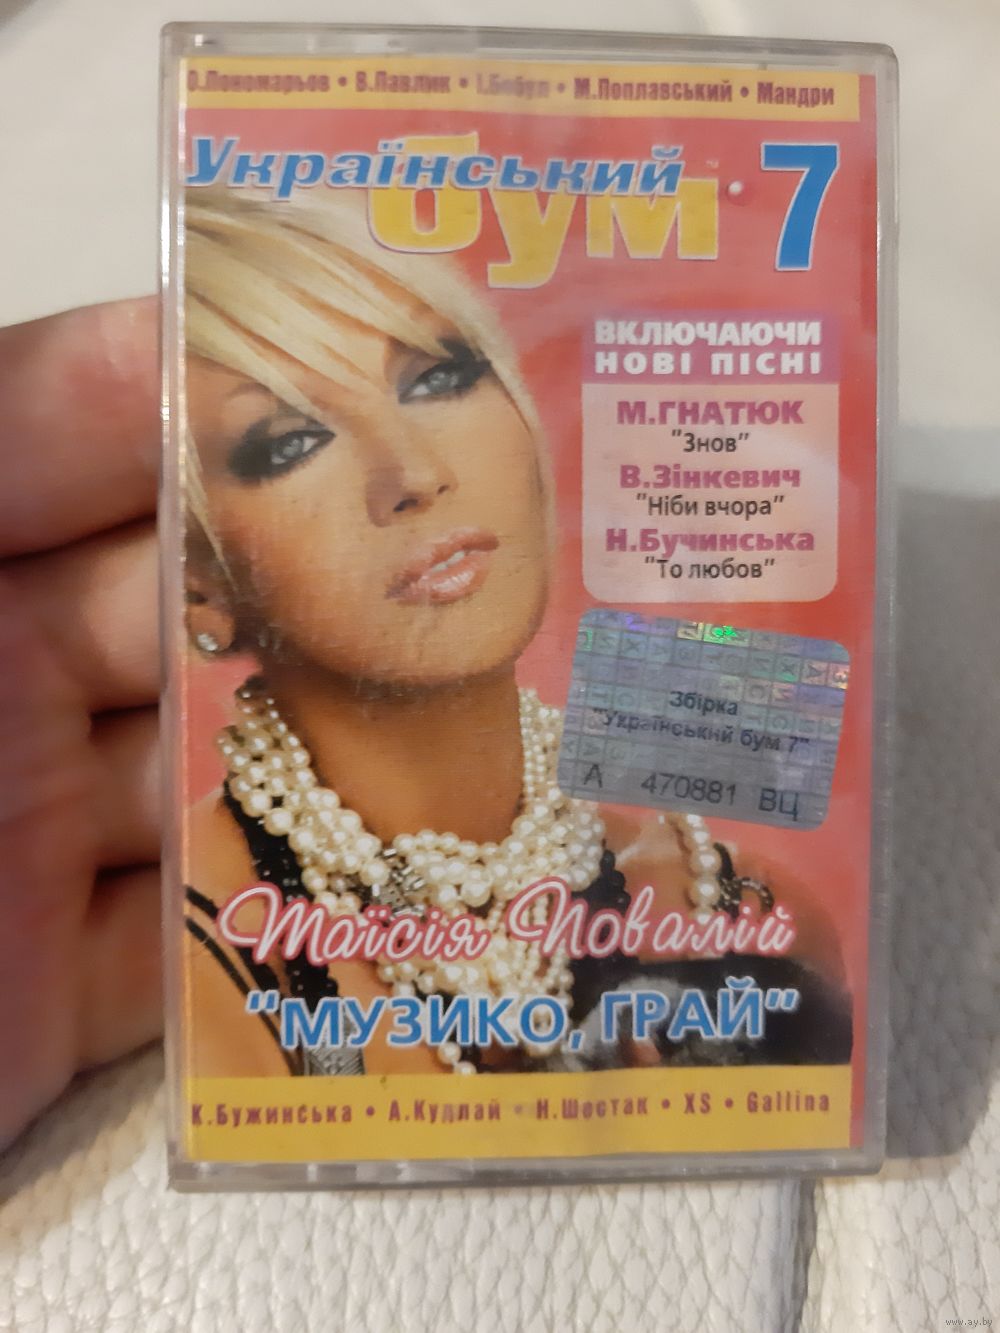 О.Пономарьов • В.Павлик • І.Бобул • М.Поплавський • Мандри
Український
бум 7
ВКЛЮЧАЮЧИ
НОВІ ПІСНІ
М.ГНАТЮК
"Знов"
В.Зінкевич
"Ніби вчора"
Н.Бучинська
"То любов"
Збірка
"Український бум 7"
А 470881 ВЦ
Таїсія Повалій
"МУЗИКО, ГРАЙ"
К.Бужинська • А.Кудлай • Н.Шестак • XS • Gallina
www.ay.by